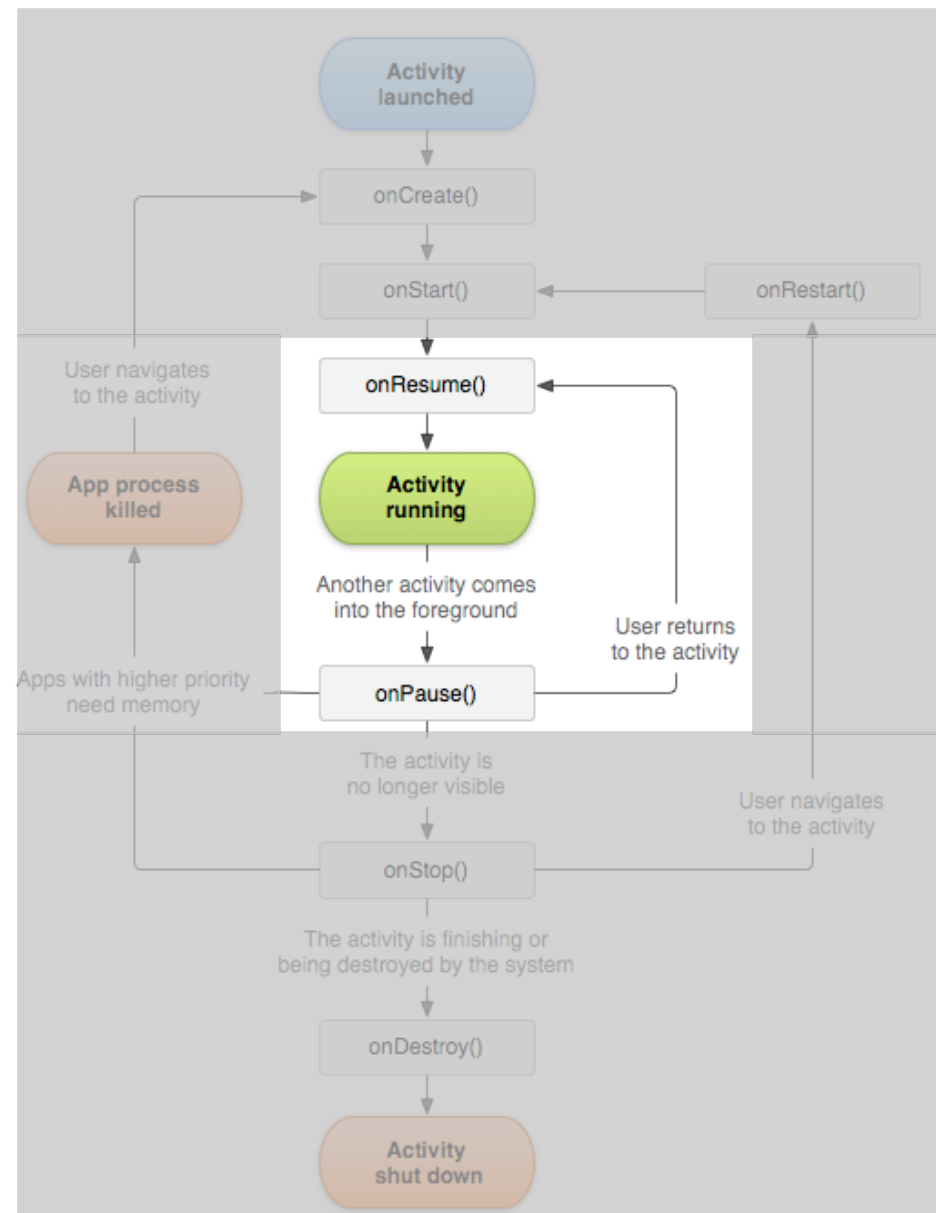 Activity
launched
onCreate()
onStart()
onRestart()
User navigates
to the activity
onResume()
App process
killed
Activity
running
Another activity comes
into the foreground
User returns
to the activity
Apps with higher priority
need memory
onPause()
The activity is
no longer visible
User navigates
to the activity
onStop()
The activity is finishing or
being destroyed by the system
onDestroy()
Activity
shut down